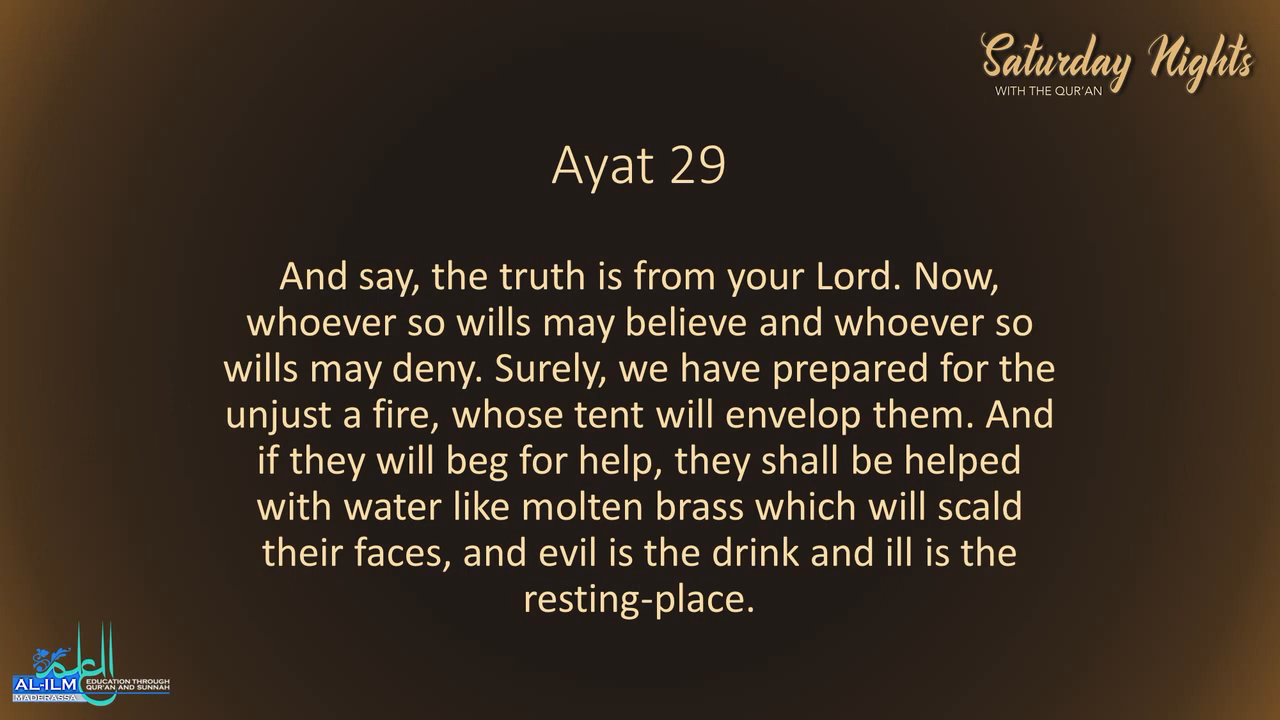 Saturday Nights
WITH THE QUR'AN
Ayat 29
And say, the truth is from your Lord. Now,
whoever so wills may believe and whoever so
wills may deny. Surely, we have prepared for the
unjust a fire, whose tent will envelop them. And
if they will beg for help, they shall be helped
with water like molten brass which will scald
their faces, and evil is the drink and ill is the
resting-place.
العلم
AL-ILM
MADERASSA
EDUCATION THROUGH
QUR'AN AND SUNNAH